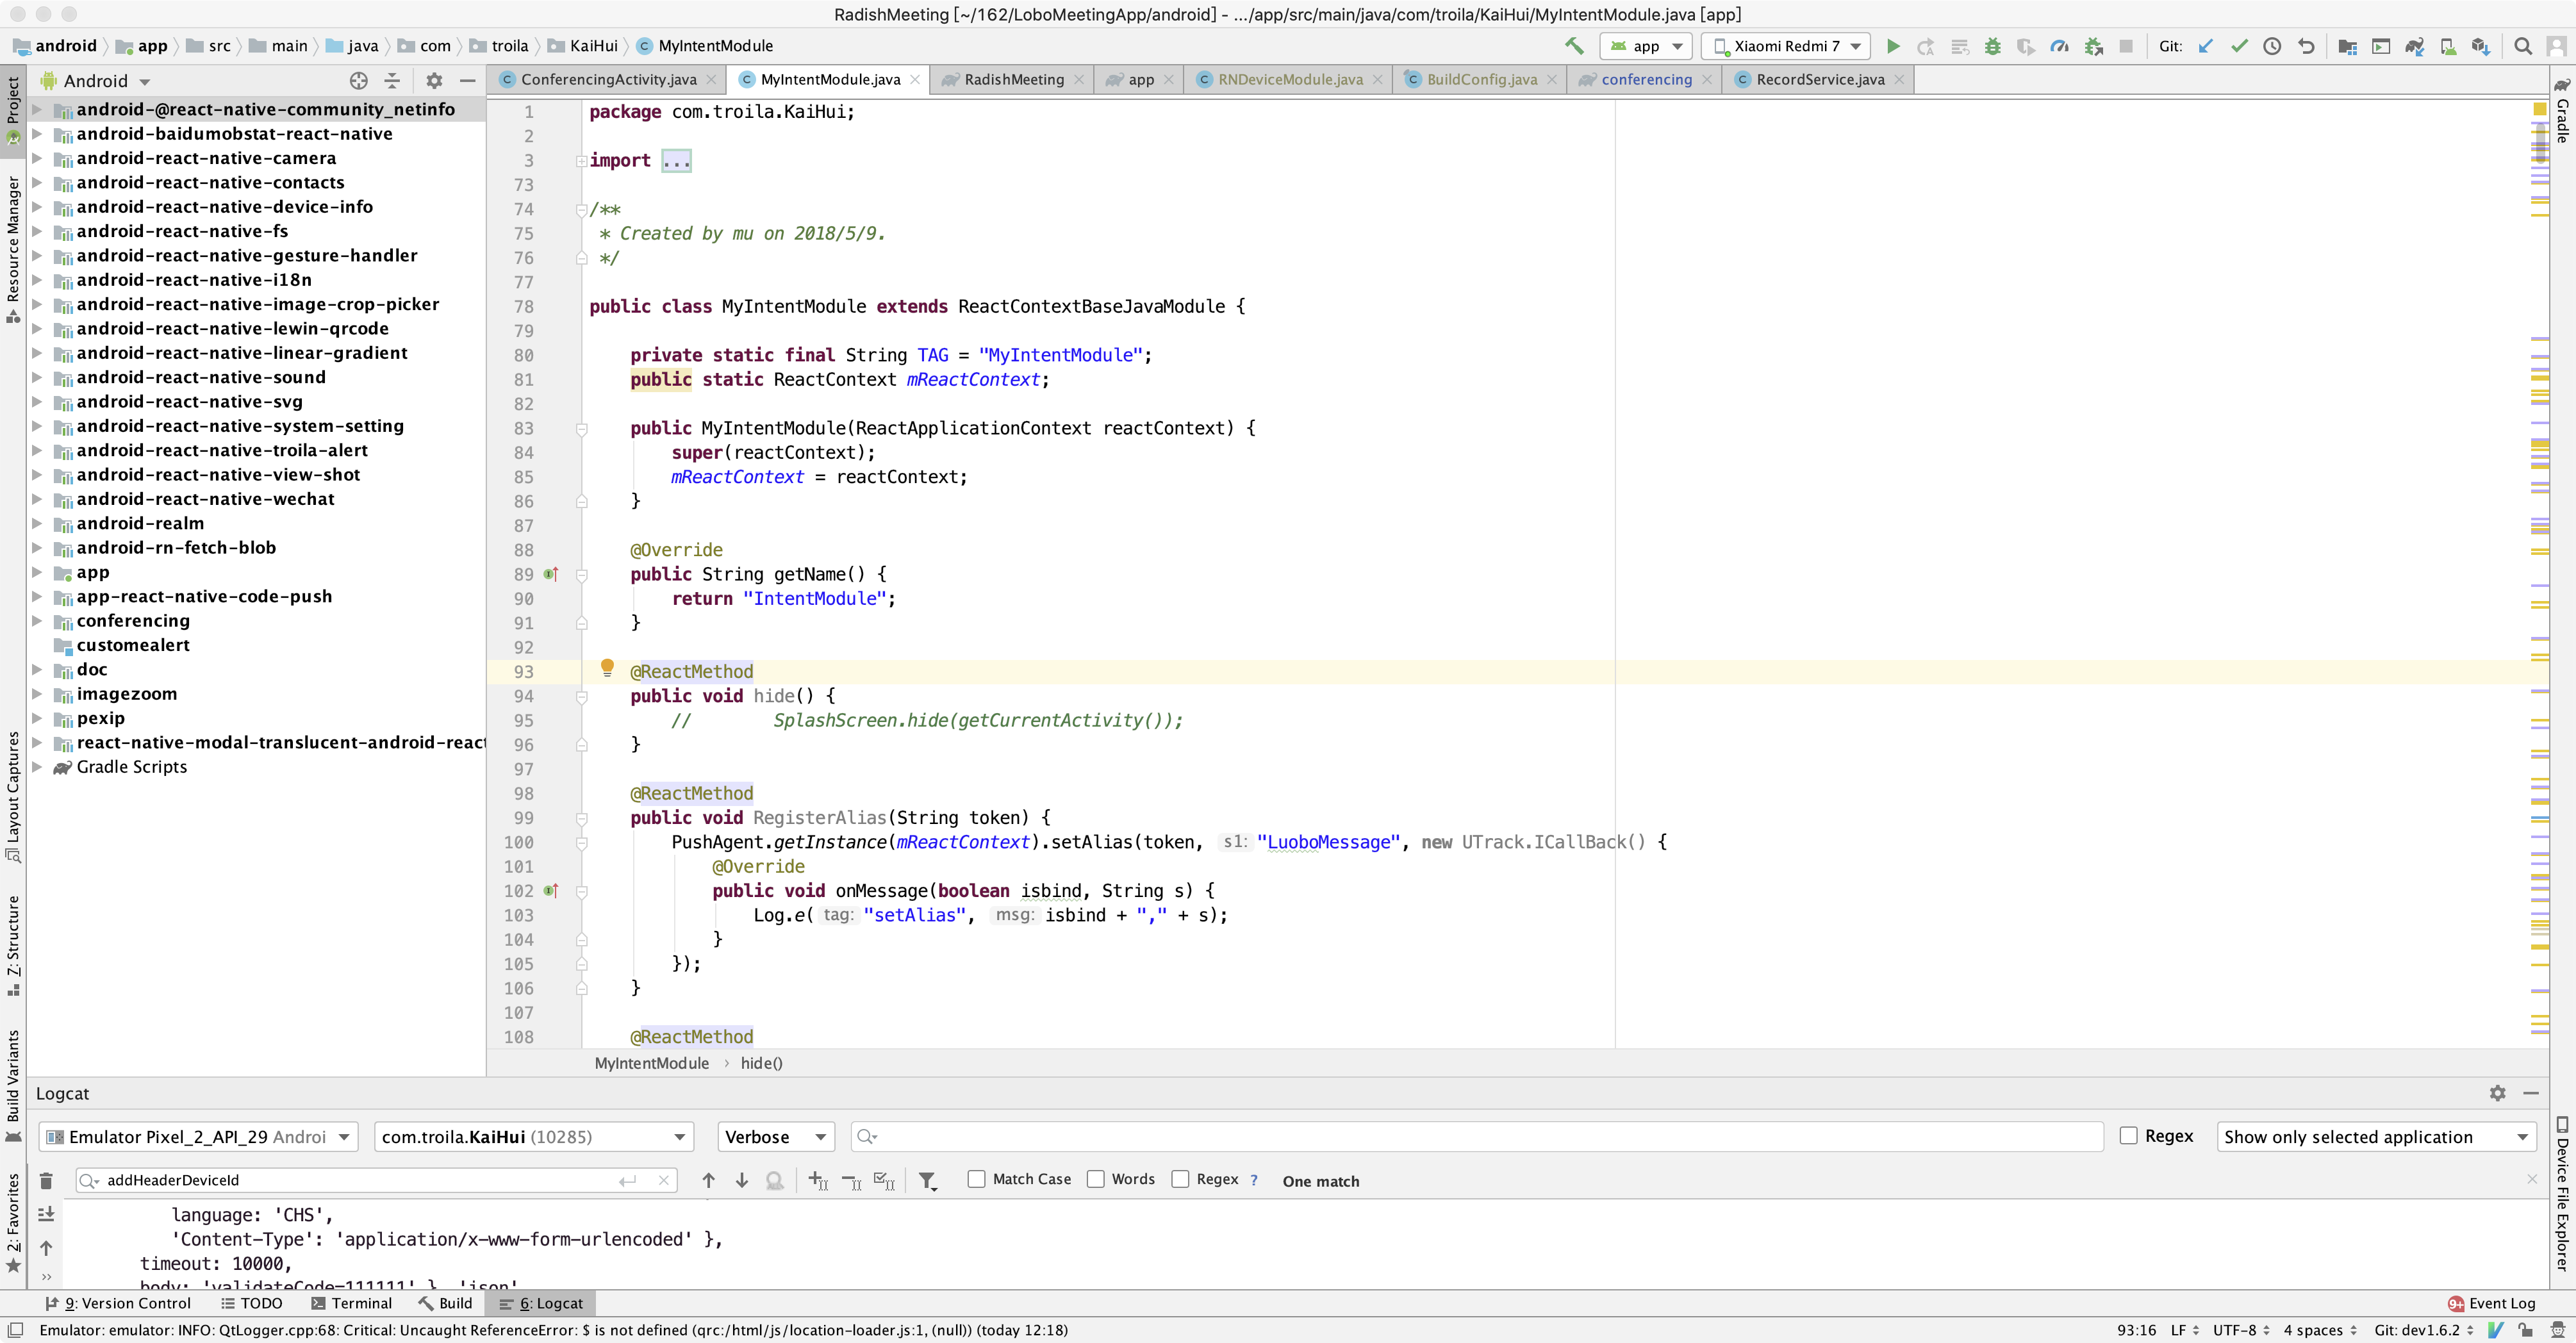 RadishMeeting [~/162/LoboMeetingApp/android] - .../app/src/main/java/com/troila/KaiHui/MyIntentModule.java [app]
android app src main java com troila KaiHui MyIntentModule app Xiaomi Redmi 7 Git:
Android
ConferencingActivity.java MyIntentModule.java RadishMeeting app RNDeviceModule.java BuildConfig.java conferencing RecordService.java
Project
Resource Manager
Layout Captures
Z: Structure
Build Variants
2: Favorites
android-@react-native-community_netinfo
android-baidumobstat-react-native
android-react-native-camera
android-react-native-contacts
android-react-native-device-info
android-react-native-fs
android-react-native-gesture-handler
android-react-native-i18n
android-react-native-image-crop-picker
android-react-native-lewin-qrcode
android-react-native-linear-gradient
android-react-native-sound
android-react-native-svg
android-react-native-system-setting
android-react-native-troila-alert
android-react-native-view-shot
android-react-native-wechat
android-realm
android-rn-fetch-blob
app
app-react-native-code-push
conferencing
customealert
doc
imagezoom
pexip
react-native-modal-translucent-android-react
Gradle Scripts
1 package com.troila.KaiHui;
2
3 import ...
73
74 /**
75 * Created by mu on 2018/5/9.
76 */
77
78 public class MyIntentModule extends ReactContextBaseJavaModule {
79
80 private static final String TAG = "MyIntentModule";
81 public static ReactContext mReactContext;
82
83 public MyIntentModule(ReactApplicationContext reactContext) {
84 super(reactContext);
85 mReactContext = reactContext;
86 }
87
88 @Override
89 public String getName() {
90 return "IntentModule";
91 }
92
93 @ReactMethod
94 public void hide() {
95 // SplashScreen.hide(getCurrentActivity());
96 }
97
98 @ReactMethod
99 public void RegisterAlias(String token) {
100 PushAgent.getInstance(mReactContext).setAlias(token, s1: "LuoboMessage", new UTrack.ICallBack() {
101 @Override
102 public void onMessage(boolean isbind, String s) {
103 Log.e( tag: "setAlias", msg: isbind + "," + s);
104 }
105 });
106 }
107
108 @ReactMethod
MyIntentModule › hide()
Gradle
Device File Explorer
Logcat
Emulator Pixel_2_API_29 Androi com.troila.KaiHui (10285) Verbose Regex Show only selected application
addHeaderDeviceId Match Case Words Regex ? One match
language: 'CHS',
'Content-Type': 'application/x-www-form-urlencoded' },
timeout: 10000,
body: 'validateCode=111111' }, 'json'
9: Version Control TODO Terminal Build 6: Logcat 9+ Event Log
Emulator: emulator: INFO: QtLogger.cpp:68: Critical: Uncaught ReferenceError: $ is not defined (qrc:/html/js/location-loader.js:1, (null)) (today 12:18) 93:16 LF UTF-8 4 spaces Git: dev1.6.2